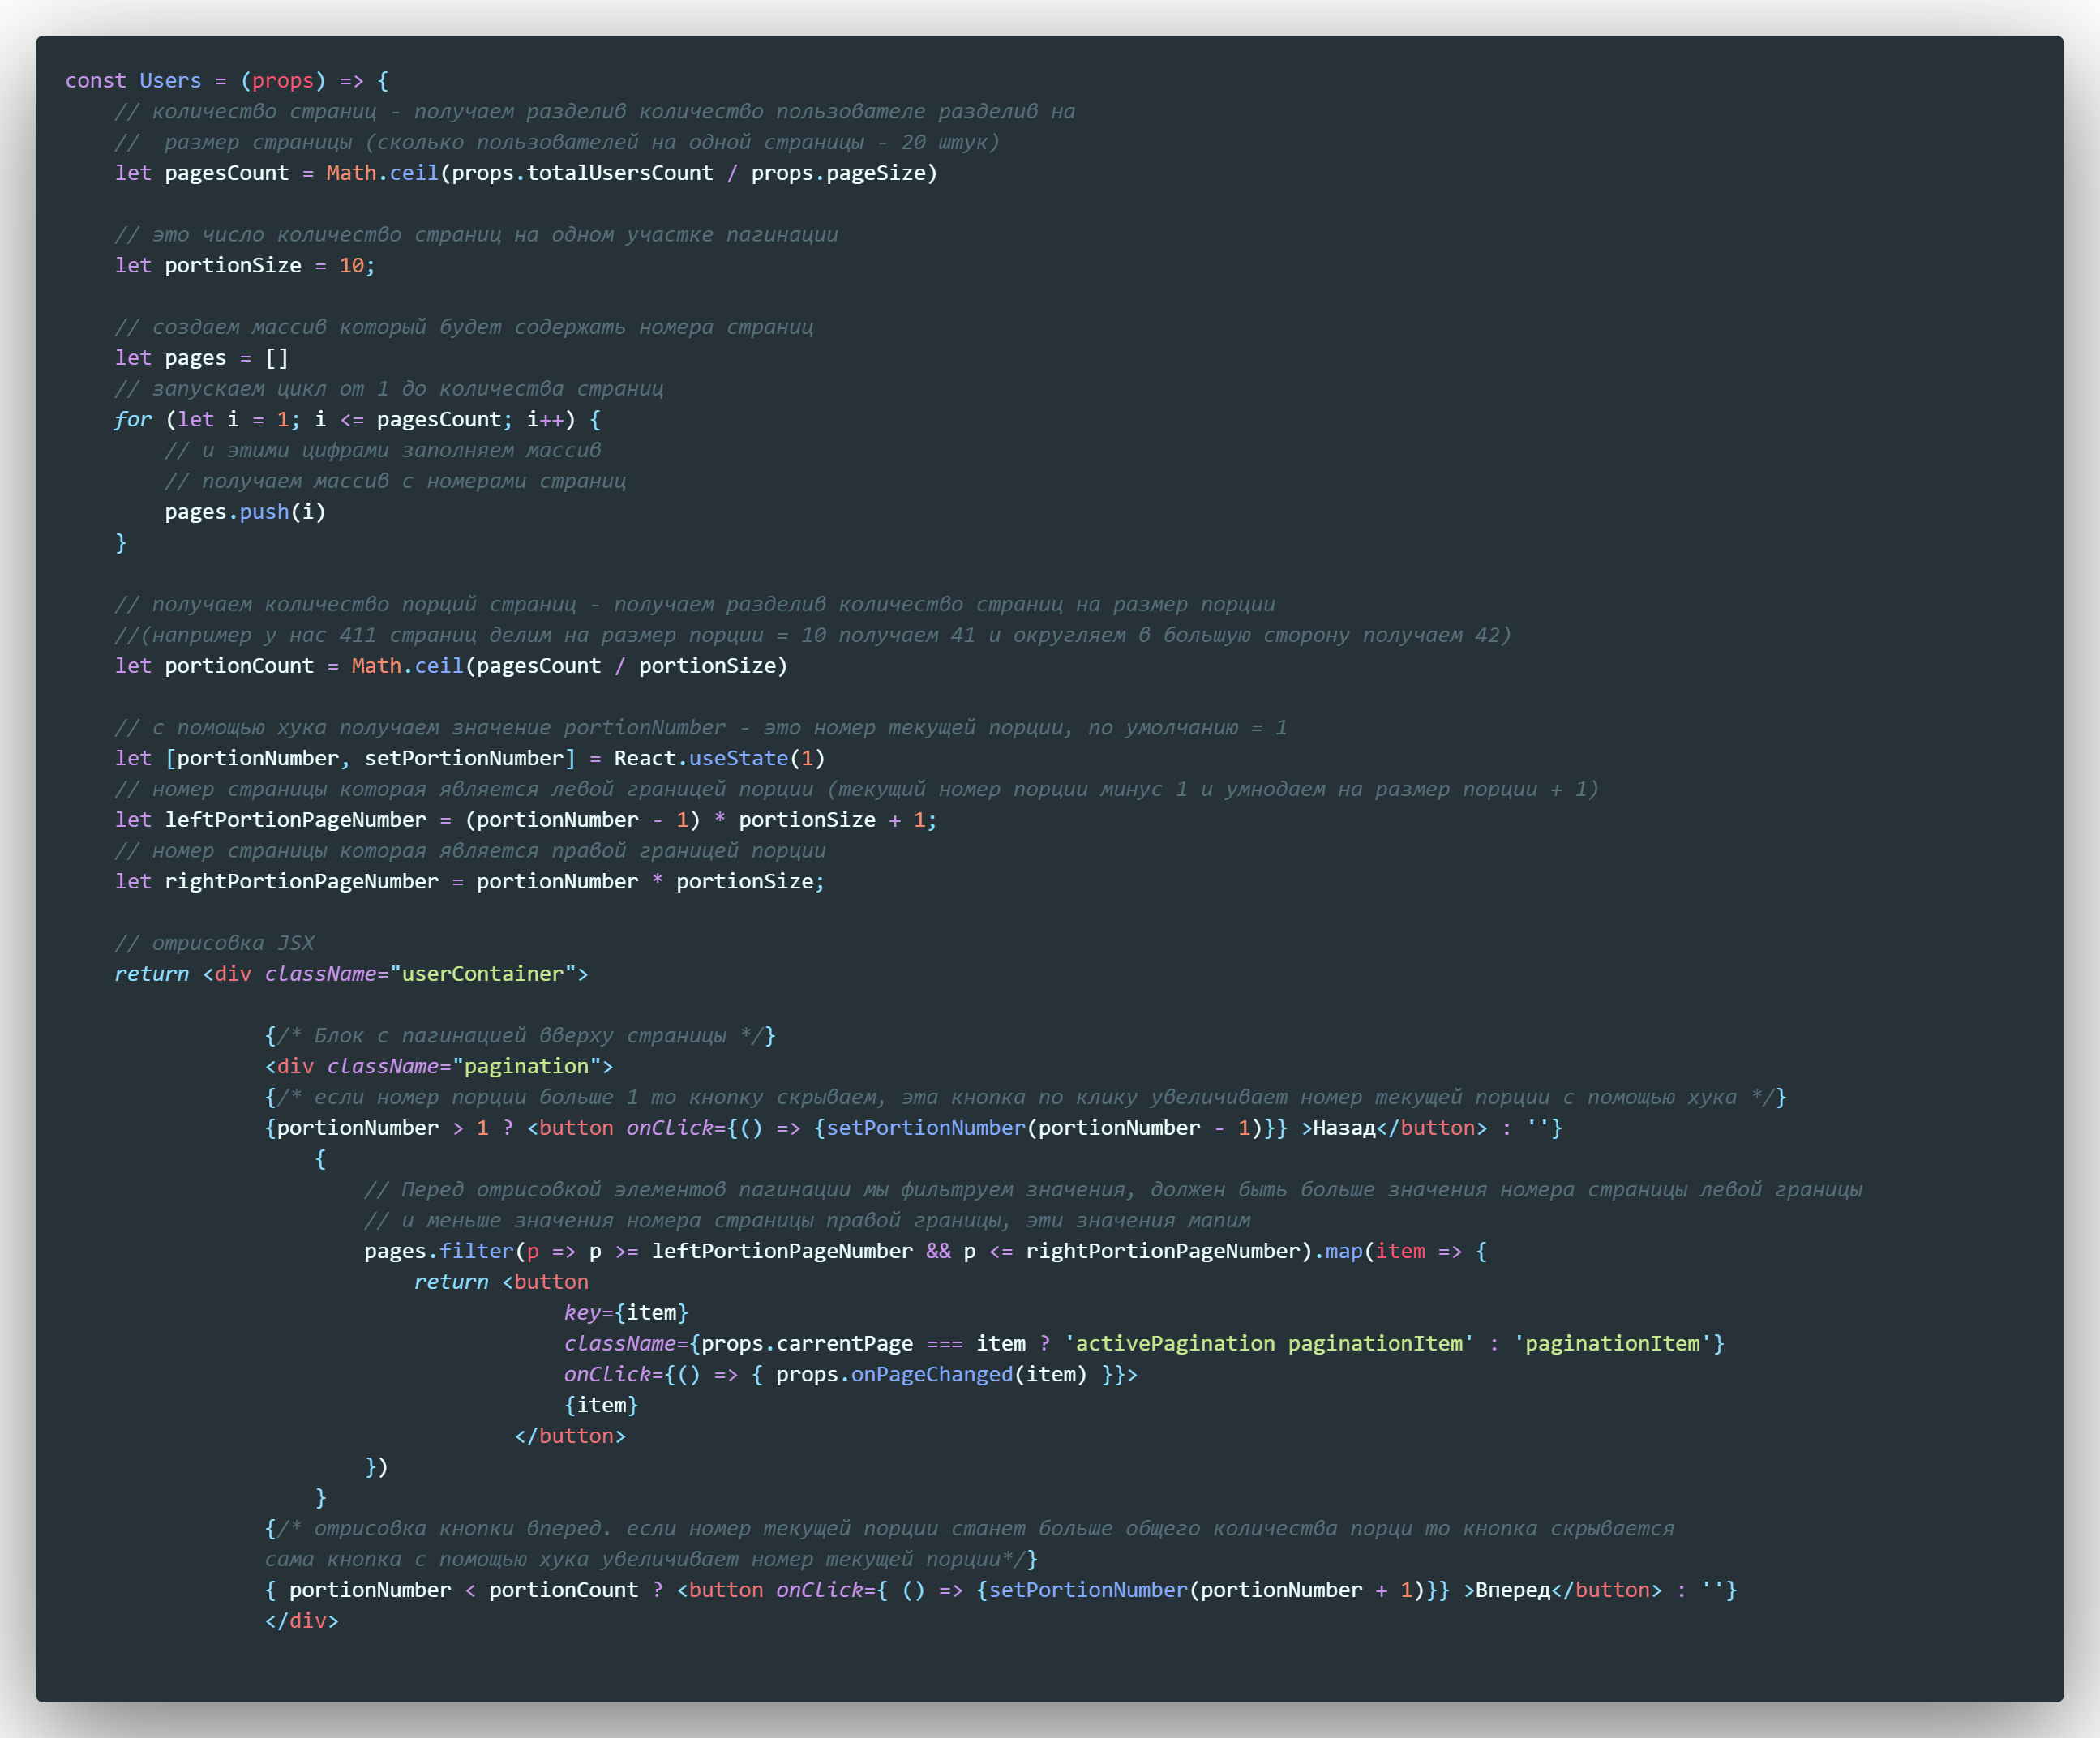 const Users = (props) => {
// количество страниц - получаем разделив количество пользователе разделив на
//  размер страницы (сколько пользователей на одной страницы - 20 штук)
let pagesCount = Math.ceil(props.totalUsersCount / props.pageSize)
// это число количество страниц на одном участке пагинации
let portionSize = 10;
// создаем массив который будет содержать номера страниц
let pages = []
// запускаем цикл от 1 до количества страниц
for (let i = 1; i <= pagesCount; i++) {
// и этими цифрами заполняем массив
// получаем массив с номерами страниц
pages.push(i)
}
// получаем количество порций страниц - получаем разделив количество страниц на размер порции
//(например у нас 411 страниц делим на размер порции = 10 получаем 41 и округляем в большую сторону получаем 42)
let portionCount = Math.ceil(pagesCount / portionSize)
// с помощью хука получаем значение portionNumber - это номер текущей порции, по умолчанию = 1
let [portionNumber, setPortionNumber] = React.useState(1)
// номер страницы которая является левой границей порции (текущий номер порции минус 1 и умнодаем на размер порции + 1)
let leftPortionPageNumber = (portionNumber - 1) * portionSize + 1;
// номер страницы которая является правой границей порции
let rightPortionPageNumber = portionNumber * portionSize;
// отрисовка JSX
return <div className="userContainer">
{/* Блок с пагинацией вверху страницы */}
<div className="pagination">
{/* если номер порции больше 1 то кнопку скрываем, эта кнопка по клику увеличивает номер текущей порции с помощью хука */}
{portionNumber > 1 ? <button onClick={() => {setPortionNumber(portionNumber - 1)}} >Назад</button> : ''}
{
// Перед отрисовкой элементов пагинации мы фильтруем значения, должен быть больше значения номера страницы левой границы
// и меньше значения номера страницы правой границы, эти значения мапим
pages.filter(p => p >= leftPortionPageNumber && p <= rightPortionPageNumber).map(item => {
return <button
key={item}
className={props.carrentPage === item ? 'activePagination paginationItem' : 'paginationItem'}
onClick={() => { props.onPageChanged(item) }}>
{item}
</button>
})
}
{/* отрисовка кнопки вперед. если номер текущей порции станет больше общего количества порци то кнопка скрывается
сама кнопка с помощью хука увеличивает номер текущей порции*/}
{ portionNumber < portionCount ? <button onClick={ () => {setPortionNumber(portionNumber + 1)}} >Вперед</button> : ''}
</div>